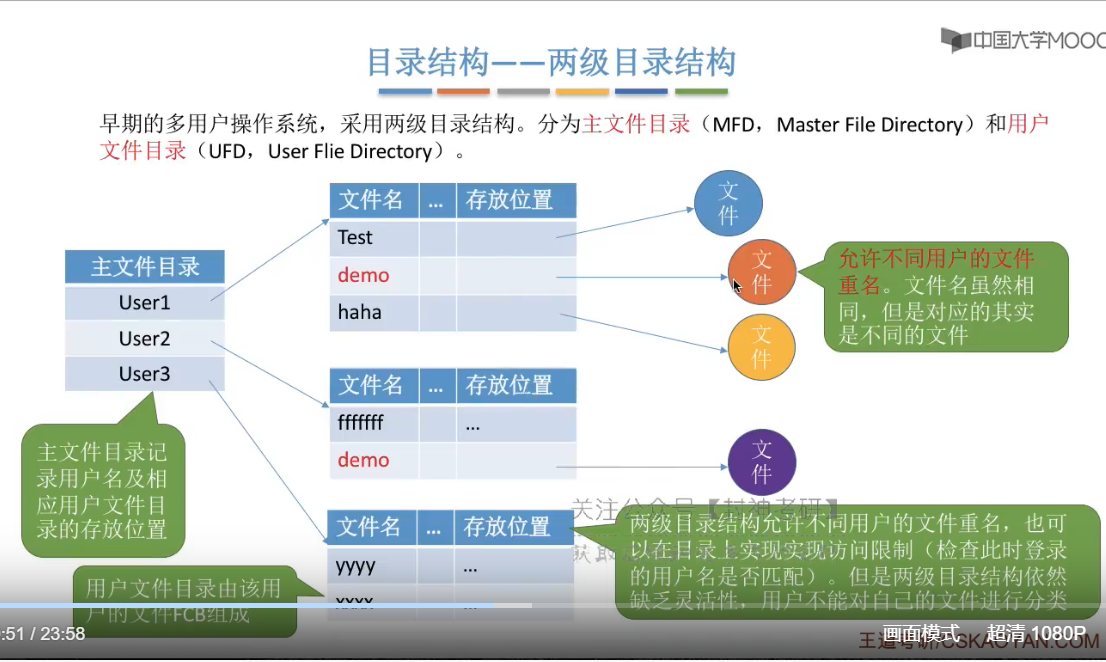 中国大学MOOC
目录结构——两级目录结构
早期的多用户操作系统，采用两级目录结构。分为主文件目录（MFD，Master File Directory）和用户
文件目录（UFD，User Flie Directory）。
文件名 ... 存放位置
Test
demo
haha
文
件
文
件
文
件
允许不同用户的文件
重名。文件名虽然相
同，但是对应的其实
是不同的文件
主文件目录
User1
User2
User3
文件名 ... 存放位置
fffffff ...
demo
文
件
主文件目录记
录用户名及相
应用户文件目
录的存放位置
关注公众号【封神考研】
文件名 ... 存放位置
yyyy ...
xxxx
两级目录结构允许不同用户的文件重名，也可
以在目录上实现实现访问限制（检查此时登录
的用户名是否匹配）。但是两级目录结构依然
缺乏灵活性，用户不能对自己的文件进行分类
用户文件目录由该用
户的文件FCB组成
:51 / 23:58
画面模式 超清 1080P
王道考研/CSKAOYAN.COM